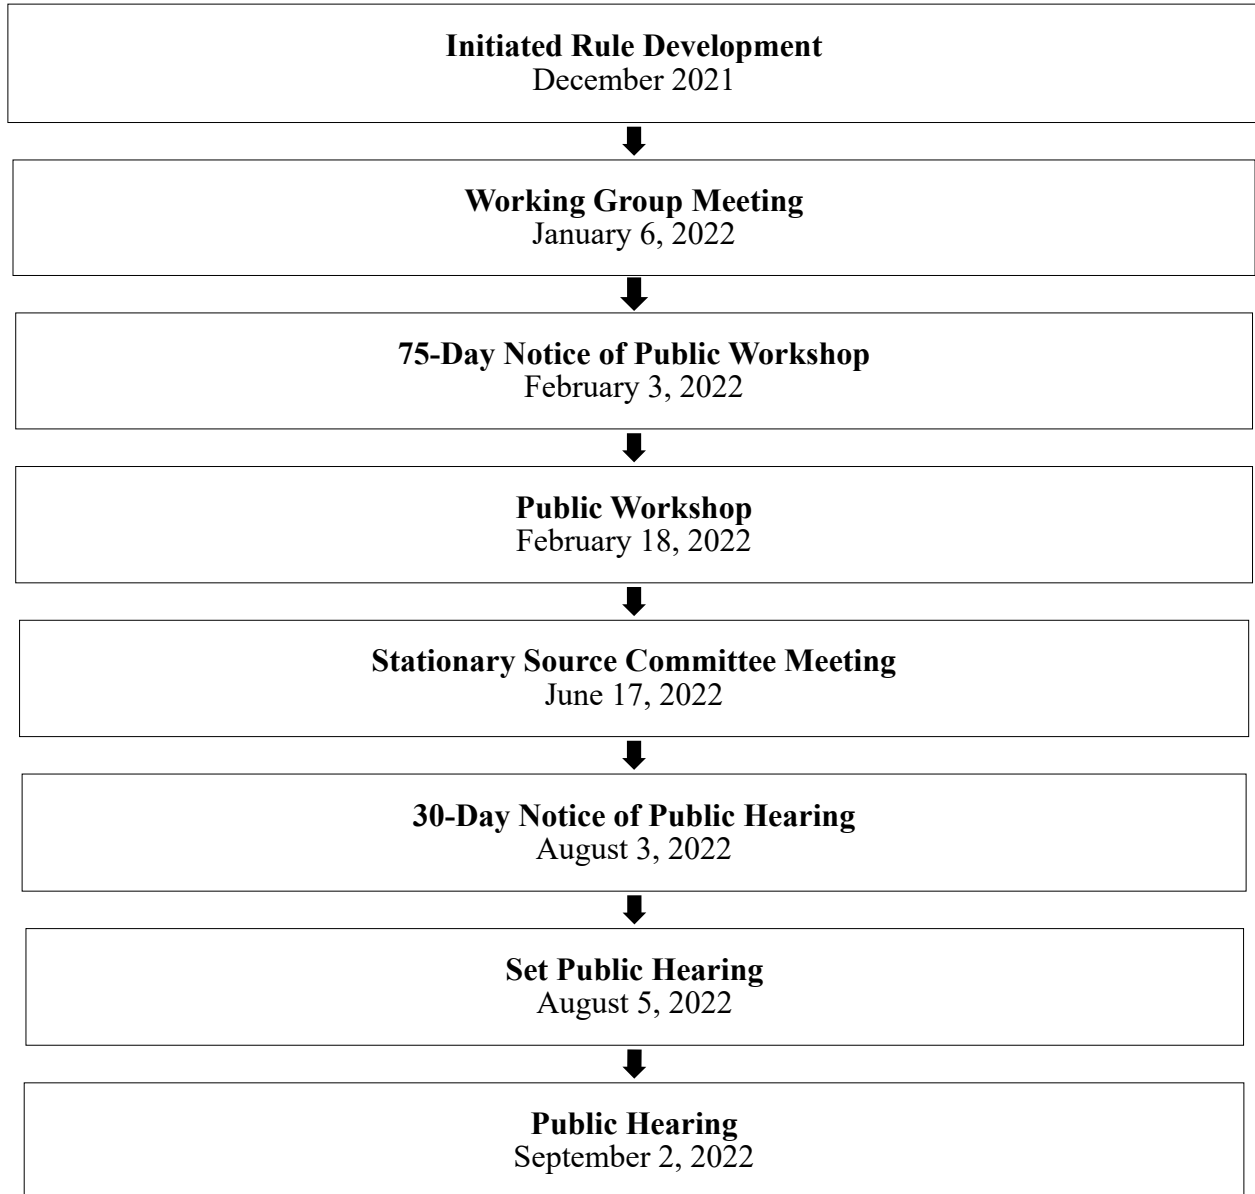 Initiated Rule Development
December 2021
Working Group Meeting
January 6, 2022
75-Day Notice of Public Workshop
February 3, 2022
Public Workshop
February 18, 2022
Stationary Source Committee Meeting
June 17, 2022
30-Day Notice of Public Hearing
August 3, 2022
Set Public Hearing
August 5, 2022
Public Hearing
September 2, 2022